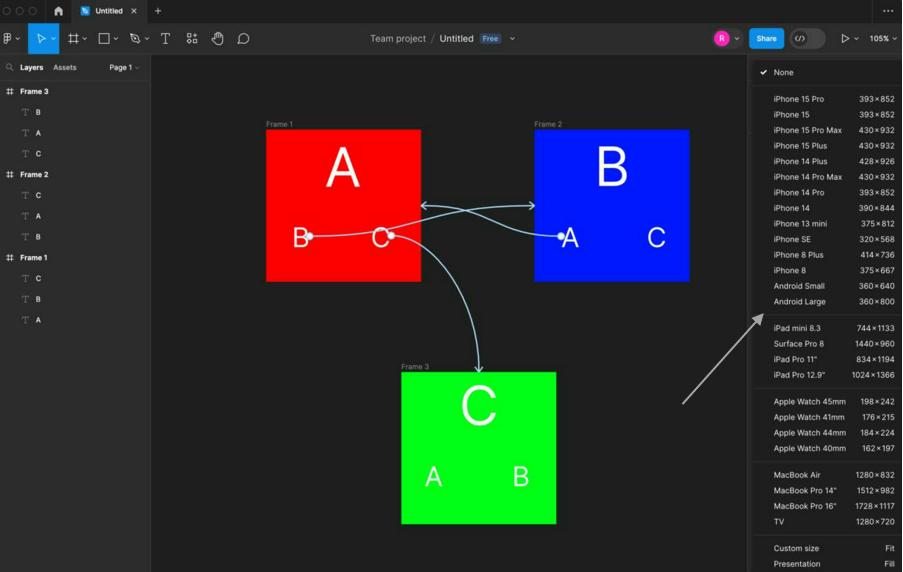 Untitled
Team project / Untitled Free
R
Share
</>
105%
Layers Assets Page 1
Frame 3
B
A
C
Frame 2
C
A
B
Frame 1
C
B
A
Frame 1
A
B C
Frame 2
B
A C
Frame 3
C
A B
None
iPhone 15 Pro 393×852
iPhone 15 393×852
iPhone 15 Pro Max 430×932
iPhone 15 Plus 430×932
iPhone 14 Plus 428×926
iPhone 14 Pro Max 430×932
iPhone 14 Pro 393×852
iPhone 14 390×844
iPhone 13 mini 375×812
iPhone SE 320×568
iPhone 8 Plus 414×736
iPhone 8 375×667
Android Small 360×640
Android Large 360×800
iPad mini 8.3 744×1133
Surface Pro 8 1440×960
iPad Pro 11" 834×1194
iPad Pro 12.9" 1024×1366
Apple Watch 45mm 198×242
Apple Watch 41mm 176×215
Apple Watch 44mm 184×224
Apple Watch 40mm 162×197
MacBook Air 1280×832
MacBook Pro 14" 1512×982
MacBook Pro 16" 1728×1117
TV 1280×720
Custom size Fit
Presentation Fill